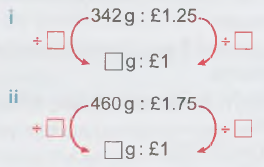 i
342 g : £1.25
÷ □ ÷ □
□ g : £1
ii
460 g : £1.75
÷ □ ÷ □
□ g : £1